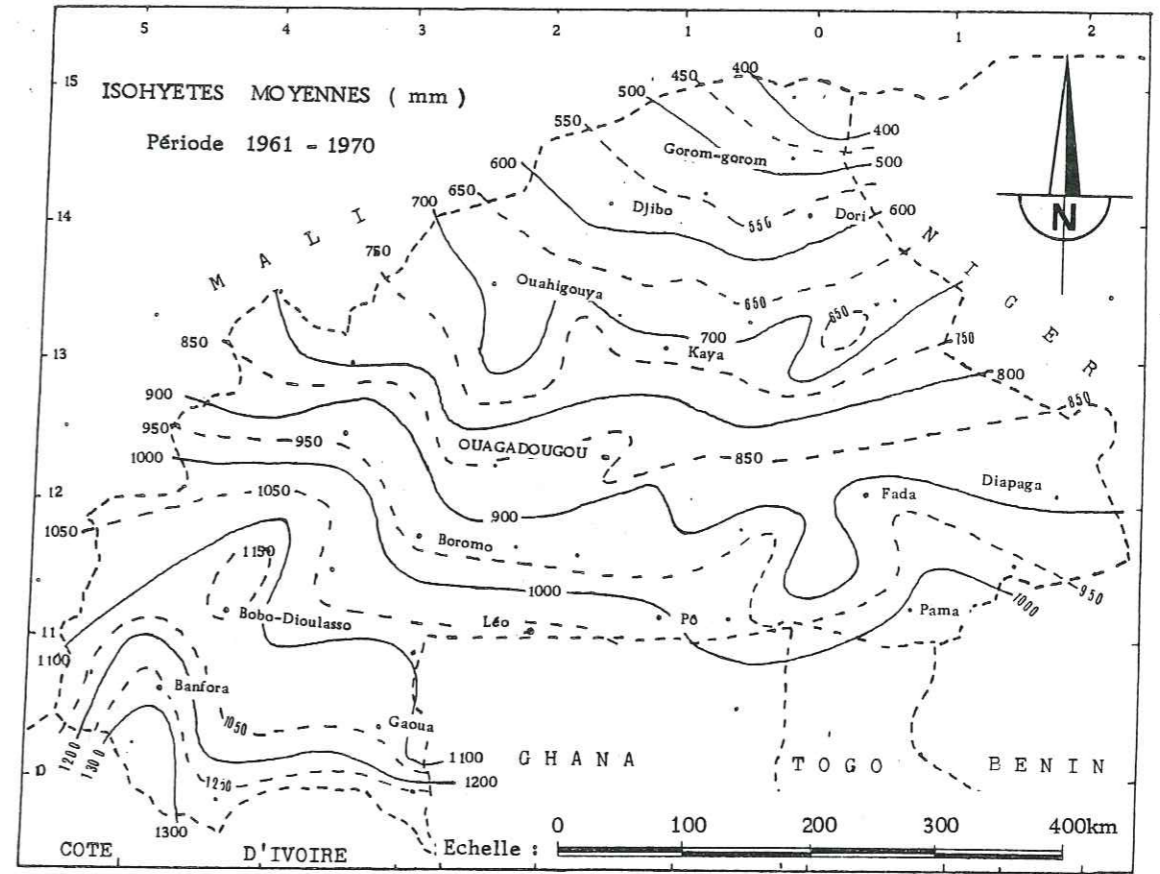 5 4 3 2 1 0 1 2
15
ISOHYETES MOYENNES ( mm )
Période 1961 - 1970
400
450
500
550
400
Gorom-gorom
500
600
650
700
14
Djibo
Dori
600
550
N
MALI
NIGER
750
Ouahigouya
650
650
700
750
13
850
Kaya
800
900
850
950
950
OUAGADOUGOU
1000
850
12
1050
Diapaga
Fada
1050
900
Boromo
1150
1000
950
1000
Bobo-Dioulasso
Léo
Pô
Pama
11
1100
Banfora
1050
Gaoua
1100
GHANA
TOGO
BENIN
1200
1300
1250
1200
1300
0 100 200 300 400km
COTE D'IVOIRE
Echelle :